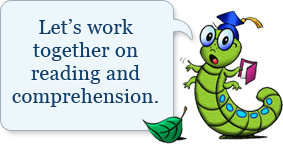 Let’s work
together on
reading and
comprehension.